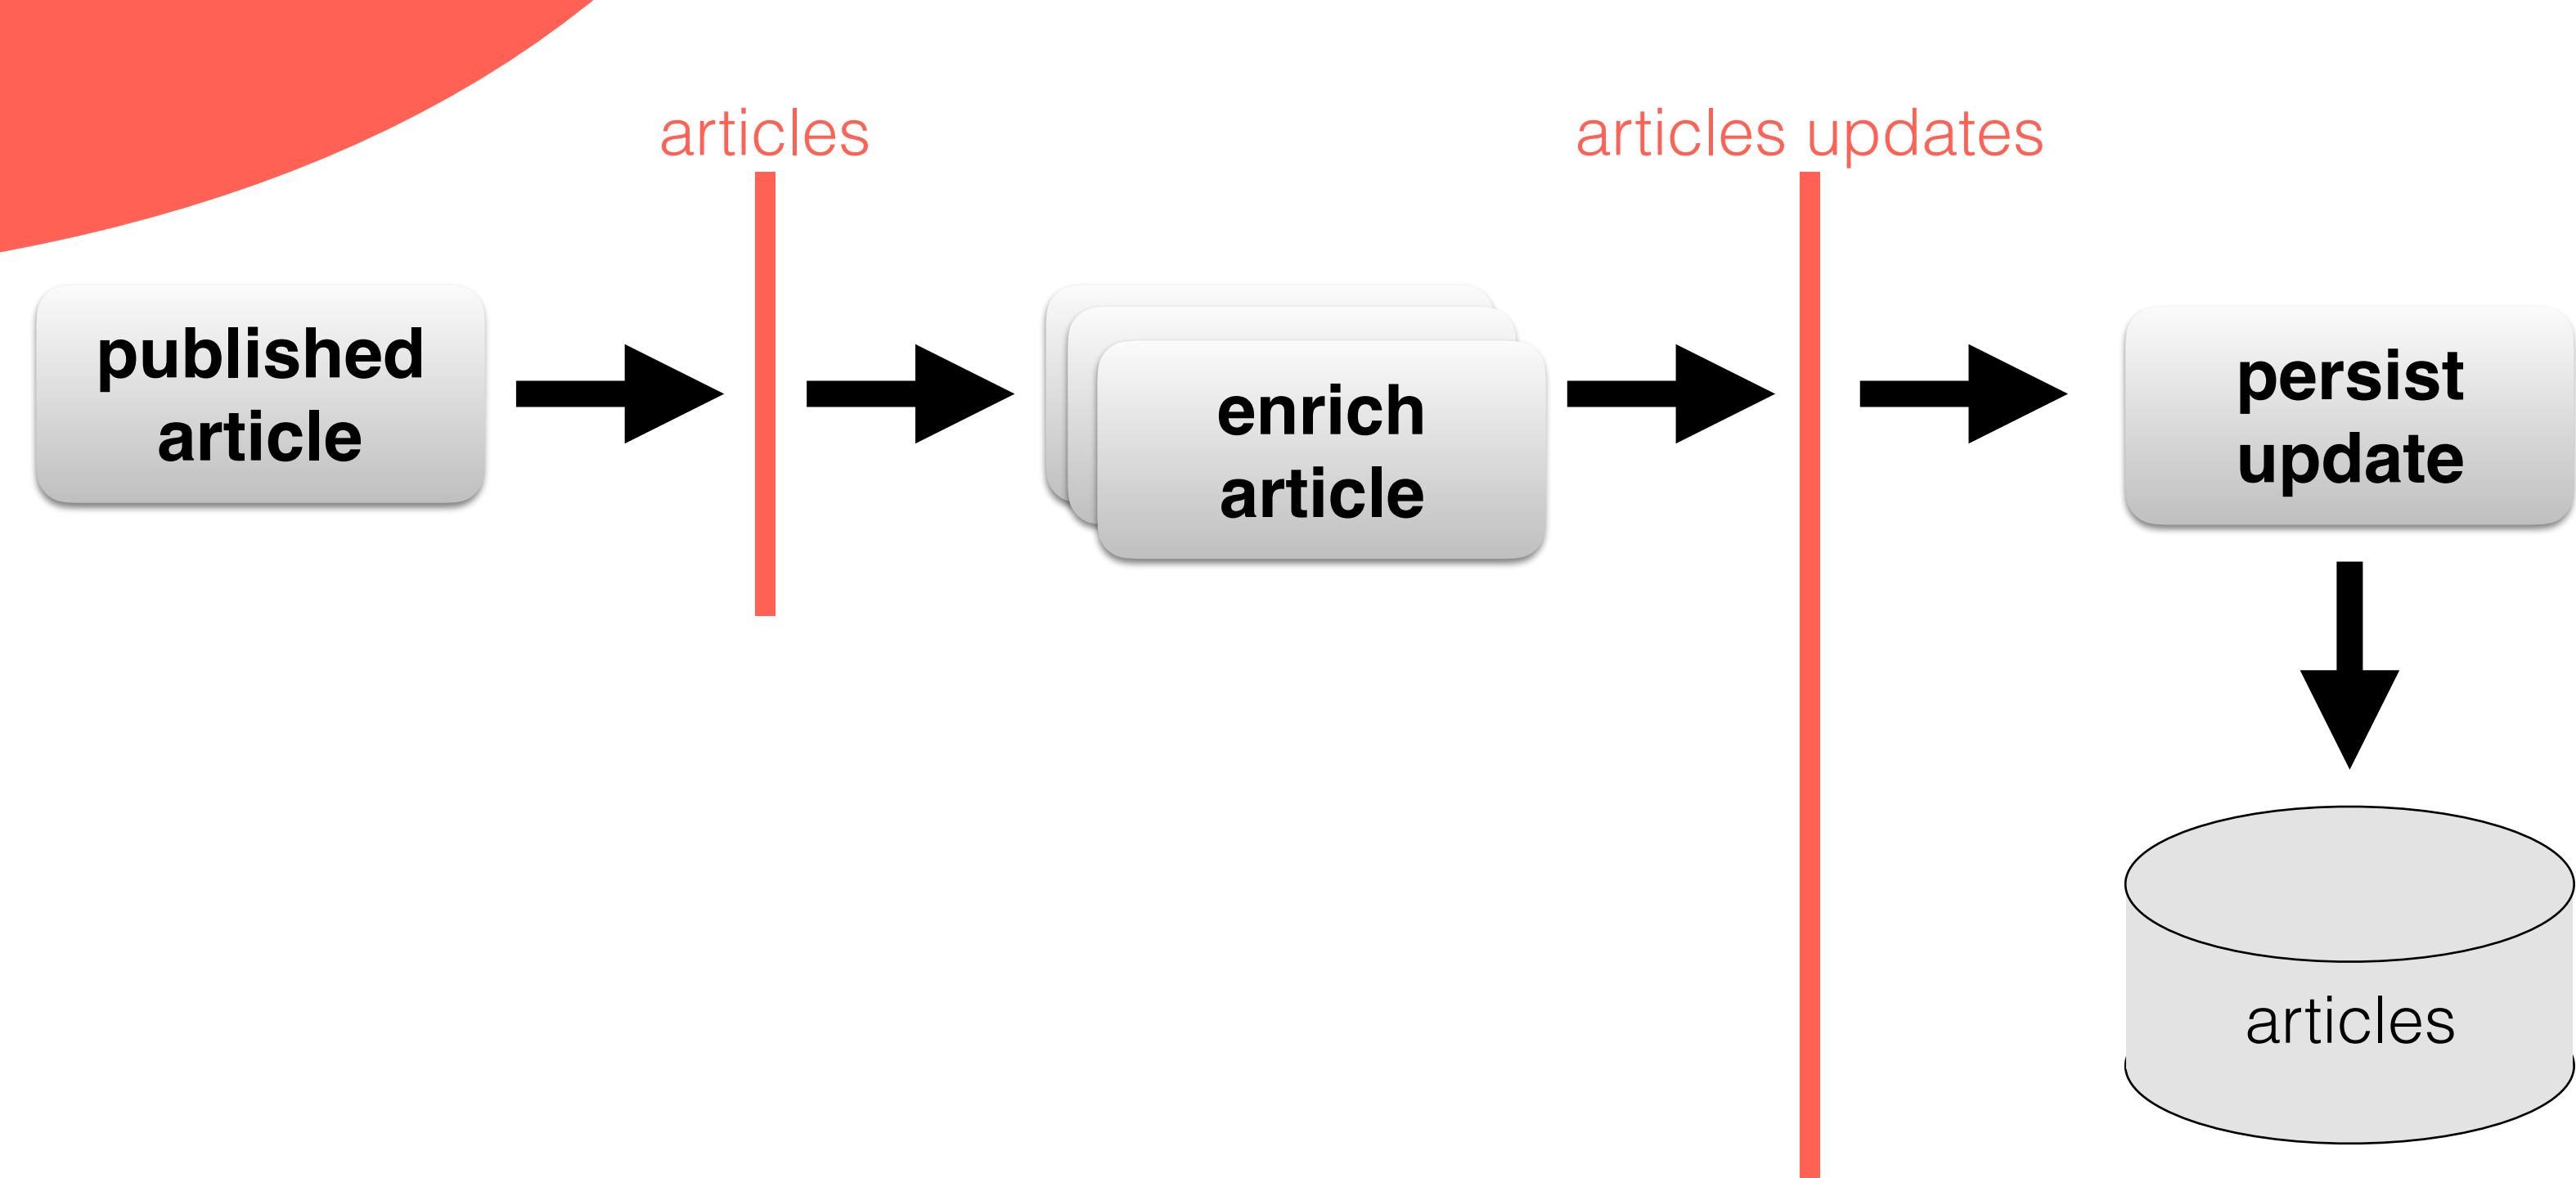 articles
articles updates
published
article
enrich
article
persist
update
articles